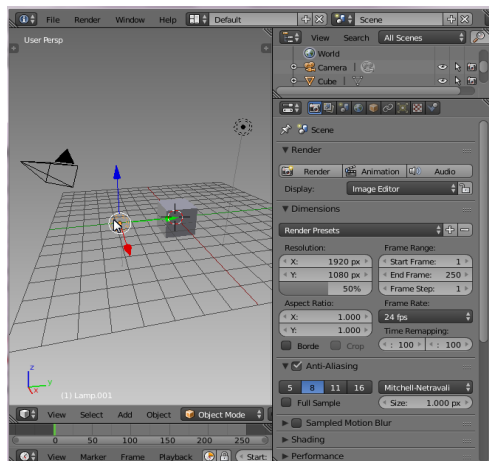 File Render Window Help Default Scene
User Persp
View Search All Scenes
World
Camera
Cube
Scene
Render
Render Animation Audio
Display: Image Editor
Dimensions
Render Presets
Resolution: Frame Range:
X: 1920 px Start Frame: 1
Y: 1080 px End Frame: 250
50% Frame Step: 1
Aspect Ratio: Frame Rate:
X: 1.000 24 fps
Y: 1.000 Time Remapping:
Borde Crop : 100 : 100
Anti-Aliasing
5 8 11 16 Mitchell-Netravali
Full Sample Size: 1.000 px
Sampled Motion Blur
Shading
Performance
z
y
x
(1) Lamp.001
View Select Add Object Object Mode
0 50 100 150 200 250
View Marker Frame Playback Start: